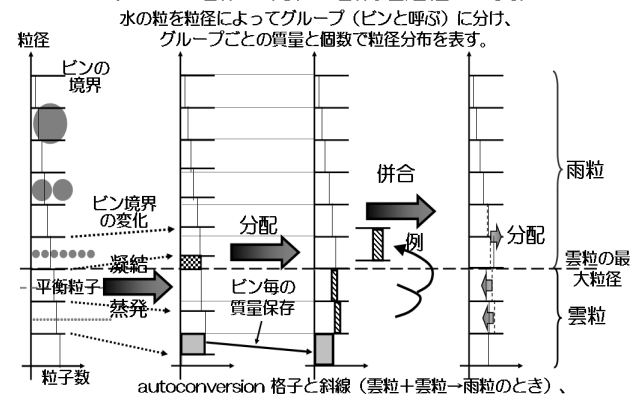 水の粒を粒径によってグループ（ビンと呼ぶ）に分け、
グループごとの質量と個数で粒径分布を表す。
粒径
ビンの
境界
併合
雨粒
ビン境界
の変化
分配
例
分配
凝結
雲粒の最
大粒径
平衡粒子
ビン毎の
質量保存
蒸発
雲粒
粒子数
autoconversion 格子と斜線（雲粒＋雲粒→雨粒のとき）、